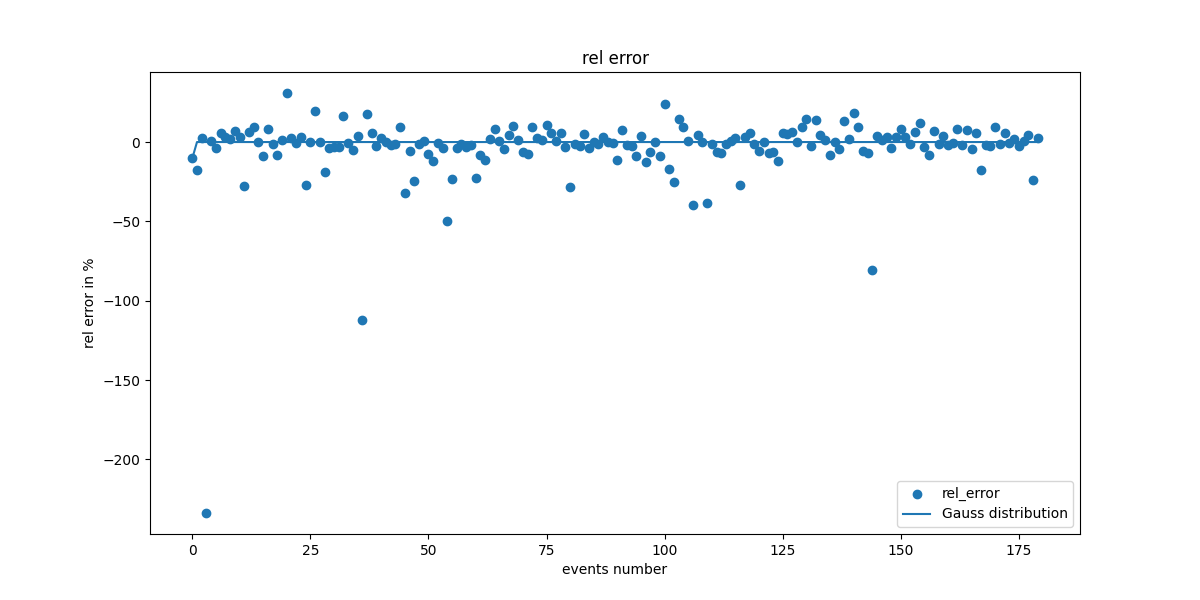 rel error
rel error in %
0
−50
−100
−150
−200
0
25
50
75
100
125
150
175
events number
rel_error
Gauss distribution